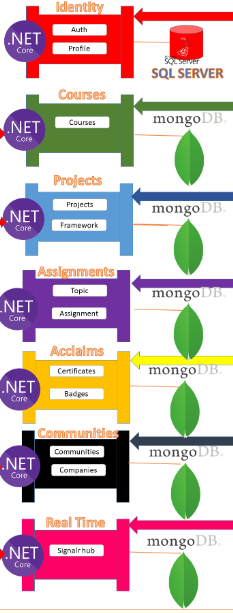 Identity
.NET
Core
Auth
Profile
SQL Server
SQL SERVER
Courses
.NET
Core
Courses
mongoDB.
Projects
.NET
Core
Projects
Framework
mongoDB.
Assignments
.NET
Core
Topic
Assignment
mongoDB.
Acclaims
.NET
Core
Certificates
Badges
mongoDB.
Communities
.NET
Core
Communities
Companies
mongoDB.
Real Time
.NET
Core
Signalr hub
mongoDB.